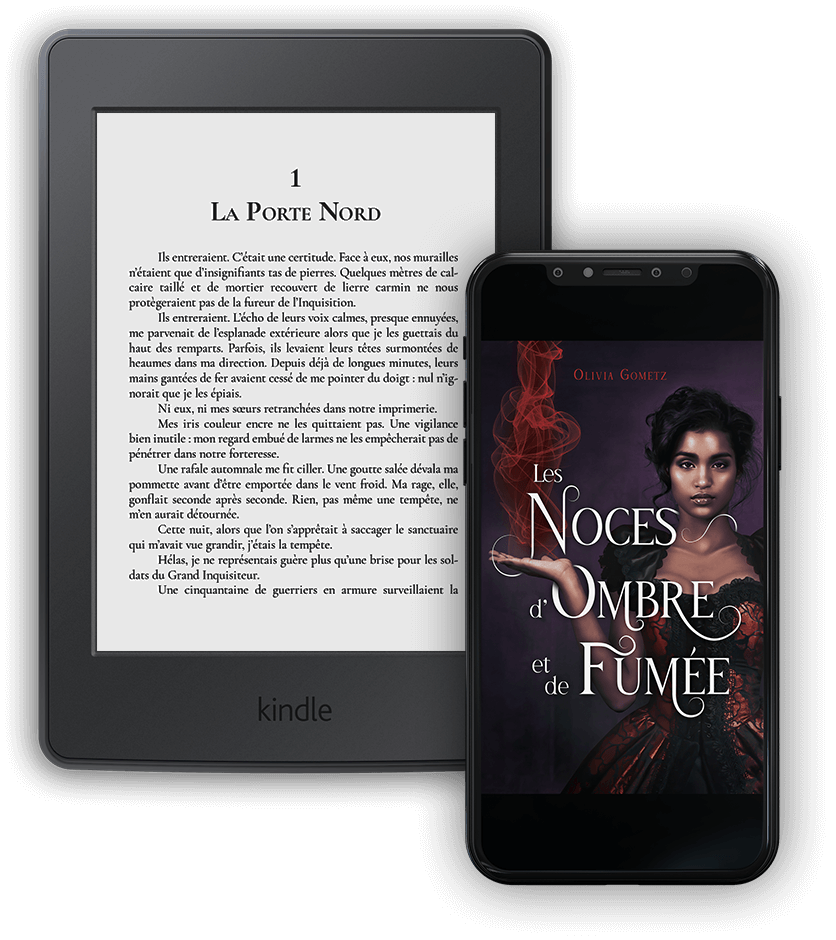 1
La Porte Nord
Ils entreraient. C’était une certitude. Face à eux, nos murailles
n’étaient que d’insignifiants tas de pierres. Quelques mètres de cal-
caire taillé et de mortier recouvert de lierre carmin ne nous
protègeraient pas de la fureur de l’Inquisition.
Ils entreraient. L’écho de leurs voix calmes, presque ennuyées,
me parvenait de l’esplanade extérieure alors que je les guettais du
haut des remparts. Parfois, ils levaient leurs têtes surmontées de
heaumes dans ma direction. Depuis déjà de longues minutes, leurs
mains gantées de fer avaient cessé de me pointer du doigt : nul n’ig-
norait que je les épiais.
Ni eux, ni mes sœurs retranchées dans notre imprimerie.
Mes iris couleur encre ne les quittaient pas. Une vigilance
bien inutile : mon regard embué de larmes ne les empêcherait pas de
pénétrer dans notre forteresse.
Une rafale automnale me fit ciller. Une goutte salée dévala ma
pommette avant d’être emportée dans le vent froid. Ma rage, elle,
gonflait seconde après seconde. Rien, pas même une tempête, ne
m’en aurait détournée.
Cette nuit, alors que l’on s’apprêtait à saccager le sanctuaire
qui m’avait vue grandir, j’étais la tempête.
Hélas, je ne représentais guère plus qu’une brise pour les sol-
dats du Grand Inquisiteur.
Une cinquantaine de guerriers en armure surveillaient la
kindle
Olivia Gometz
Les
Noces
d’Ombre
et de
Fumée